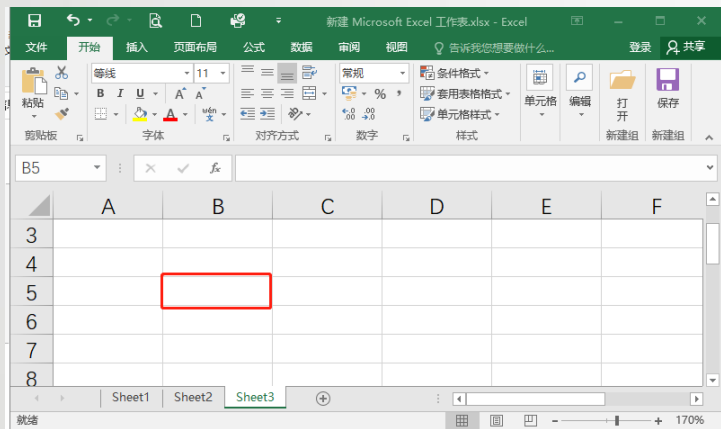 新建 Microsoft Excel 工作表.xlsx - Excel
文件 开始 插入 页面布局 公式 数据 审阅 视图 告诉我您想要做什么... 登录 共享
等线 11 常规 条件格式
粘贴 B I U A A % , 套用表格格式 单元格 编辑 打开 保存
A wén 文 .00 .0 单元格样式
剪贴板 字体 对齐方式 数字 样式 新建组 新建组
B5 fx
A B C D E F
3
4
5
6
7
8
Sheet1 Sheet2 Sheet3
就绪 170%